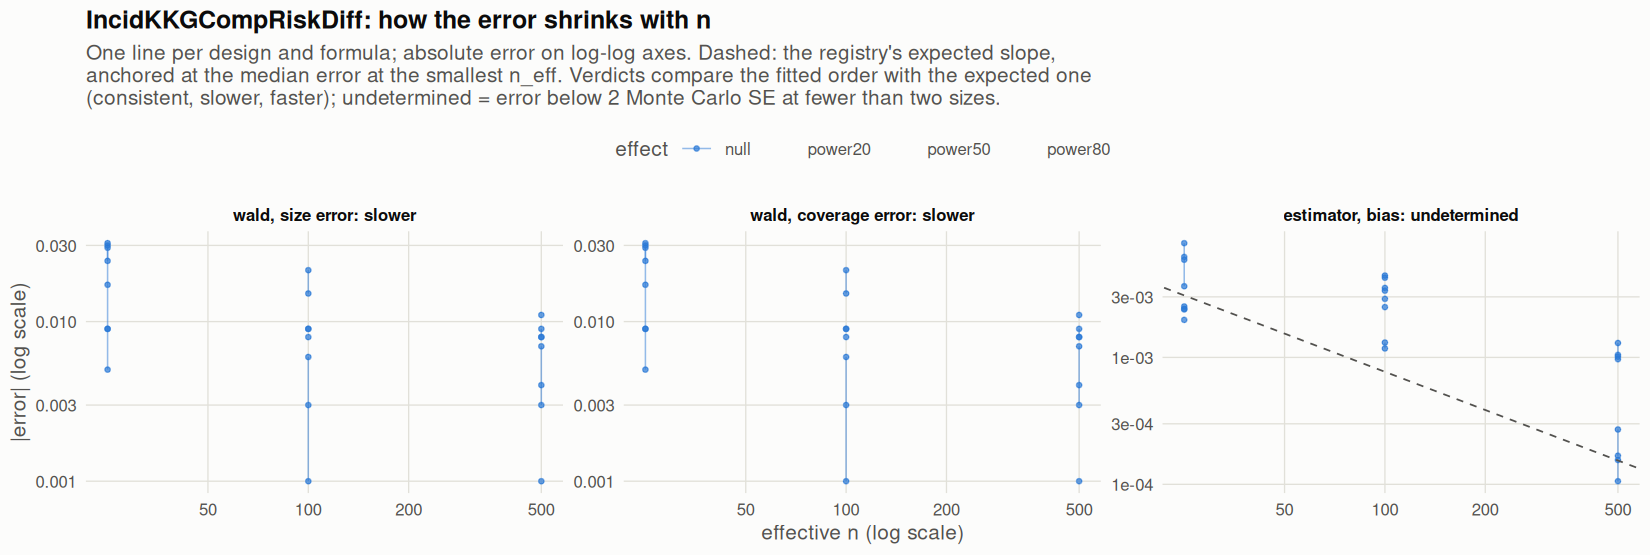 IncidKKGCompRiskDiff: how the error shrinks with n
One line per design and formula; absolute error on log-log axes. Dashed: the registry's expected slope,
anchored at the median error at the smallest n_eff. Verdicts compare the fitted order with the expected one
(consistent, slower, faster); undetermined = error below 2 Monte Carlo SE at fewer than two sizes.
effect null power20 power50 power80
wald, size error: slower
wald, coverage error: slower
estimator, bias: undetermined
|error| (log scale)
0.030
0.010
0.003
0.001
50 100 200 500
0.030
0.010
0.003
0.001
50 100 200 500
3e-03
1e-03
3e-04
1e-04
50 100 200 500
effective n (log scale)